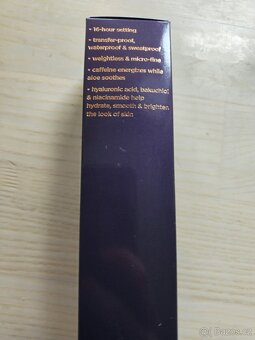 • 16-hour setting
• transfer-proof,
waterproof & sweatproof
• weightless & micro-fine
• caffeine energizes while
aloe soothes
• hyaluronic acid, bakuchiol
& niacinamide help
hydrate, smooth & brighten
the look of skin